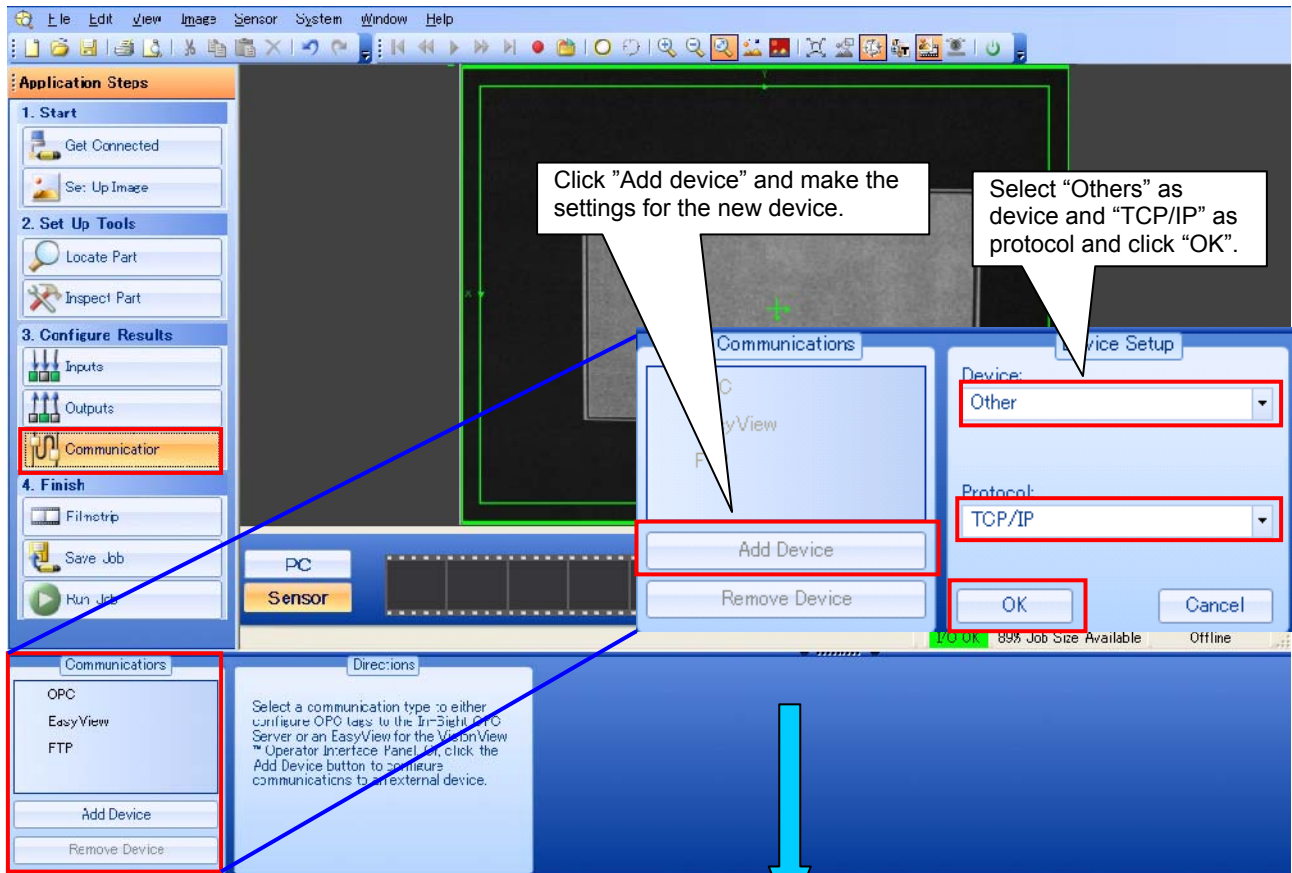 File Edit View Image Sensor System Window Help
Application Steps
1. Start
Get Connected
Set Up Image
2. Set Up Tools
Locate Part
Inspect Part
3. Configure Results
Inputs
Outputs
Communication
4. Finish
Filmstrip
Save Job
Run Job
Y
X
Click ”Add device” and make the
settings for the new device.
Select “Others” as
device and “TCP/IP” as
protocol and click “OK”.
Communications
C
yView
F
Add Device
Remove Device
Device Setup
Device:
Other
Protocol:
TCP/IP
OK
Cancel
PC
Sensor
I/O OK 89% Job Size Available Offline
Communications
OPC
EasyView
FTP
Add Device
Remove Device
Directions
Select a communication type to either
configure OPC tags to the In-Sight OPC
Server or an EasyView for the VisionView
™ Operator Interface Panel. Or, click the
Add Device button to configure
communications to an external device.